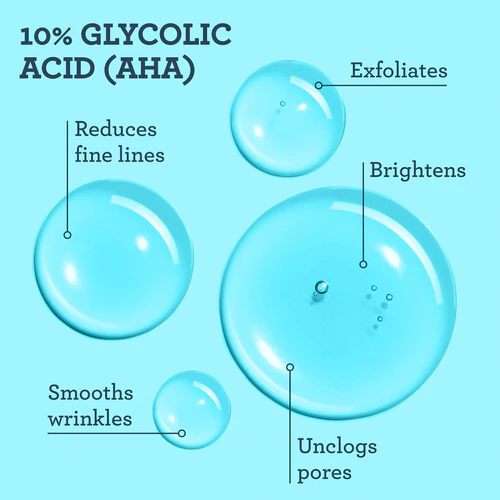 10% GLYCOLIC
ACID (AHA)
Exfoliates
Reduces
fine lines
Brightens
Smooths
wrinkles
Unclogs
pores